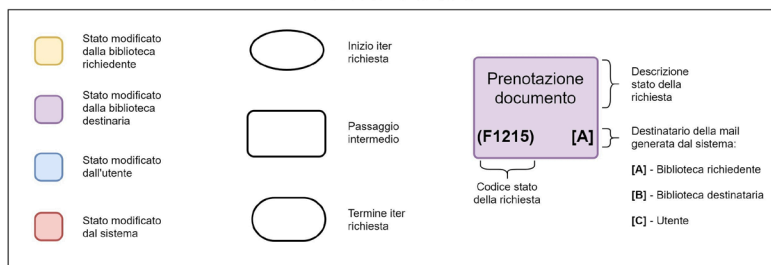 Stato modificato
dalla biblioteca
richiedente
Stato modificato
dalla biblioteca
destinaria
Stato modificato
dall'utente
Stato modificato
dal sistema
Inizio iter
richiesta
Passaggio
intermedio
Termine iter
richiesta
Prenotazione
documento
(F1215) [A]
Codice stato
della richiesta
Descrizione
stato della
richiesta
Destinatario della mail
generata dal sistema:
[A] - Biblioteca richiedente
[B] - Biblioteca destinataria
[C] - Utente